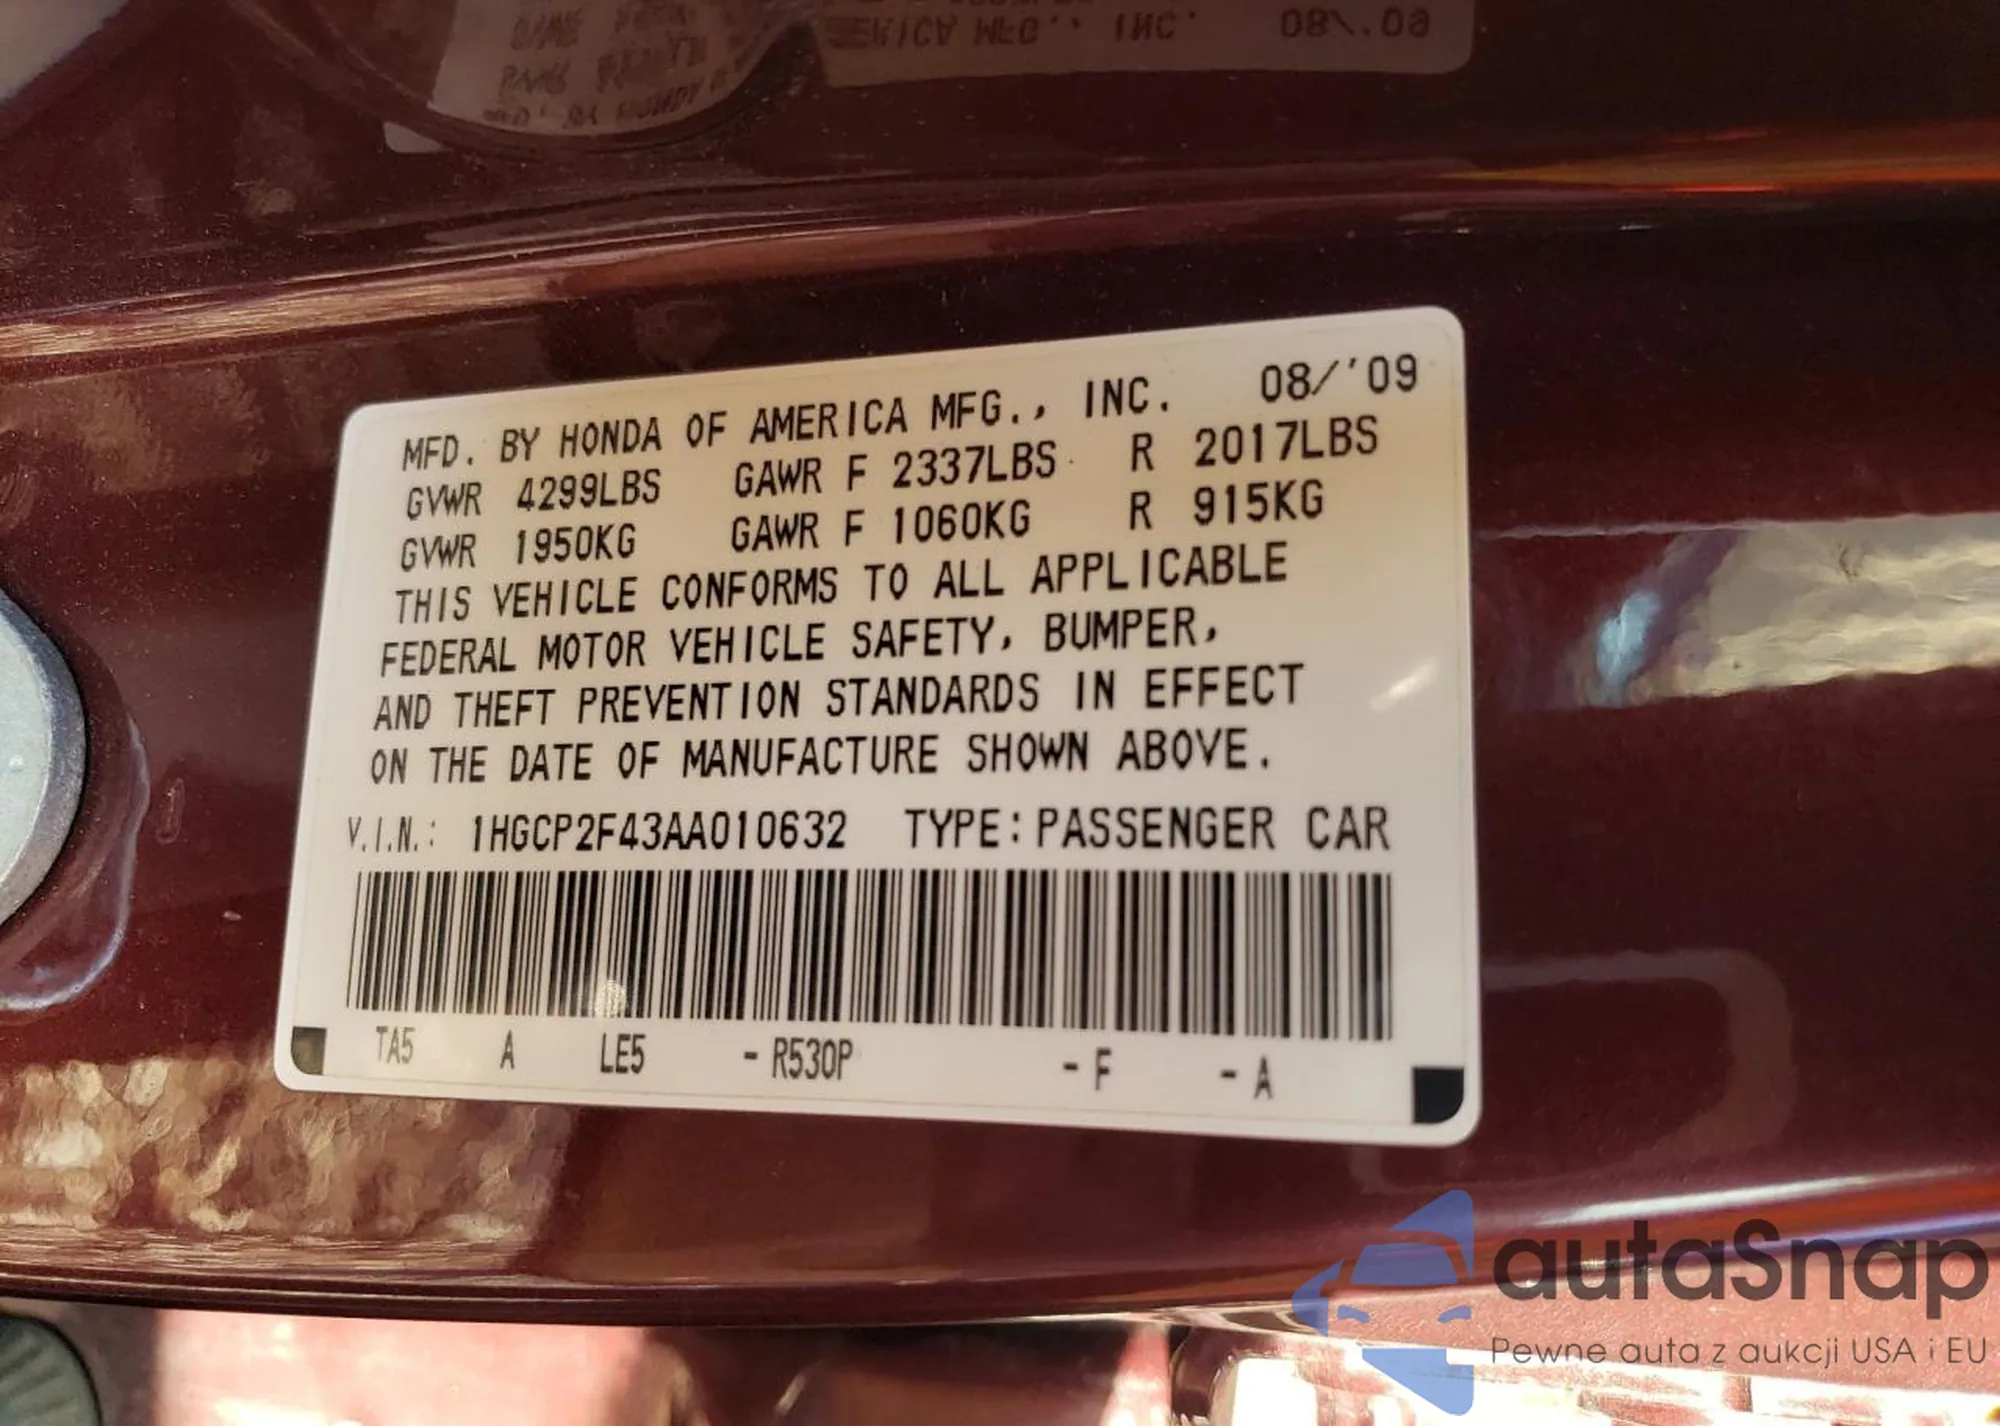 MFD. BY HONDA OF AMERICA MFG., INC. 08/'09
GVWR 4299LBS GAWR F 2337LBS R 2017LBS
GVWR 1950KG GAWR F 1060KG R 915KG
THIS VEHICLE CONFORMS TO ALL APPLICABLE
FEDERAL MOTOR VEHICLE SAFETY, BUMPER,
AND THEFT PREVENTION STANDARDS IN EFFECT
ON THE DATE OF MANUFACTURE SHOWN ABOVE.
V.I.N.: 1HGCP2F43AA010632 TYPE: PASSENGER CAR
TA5 A LE5 - R530P - F - A
autaSnap
Pewne auta z aukcji USA i EU